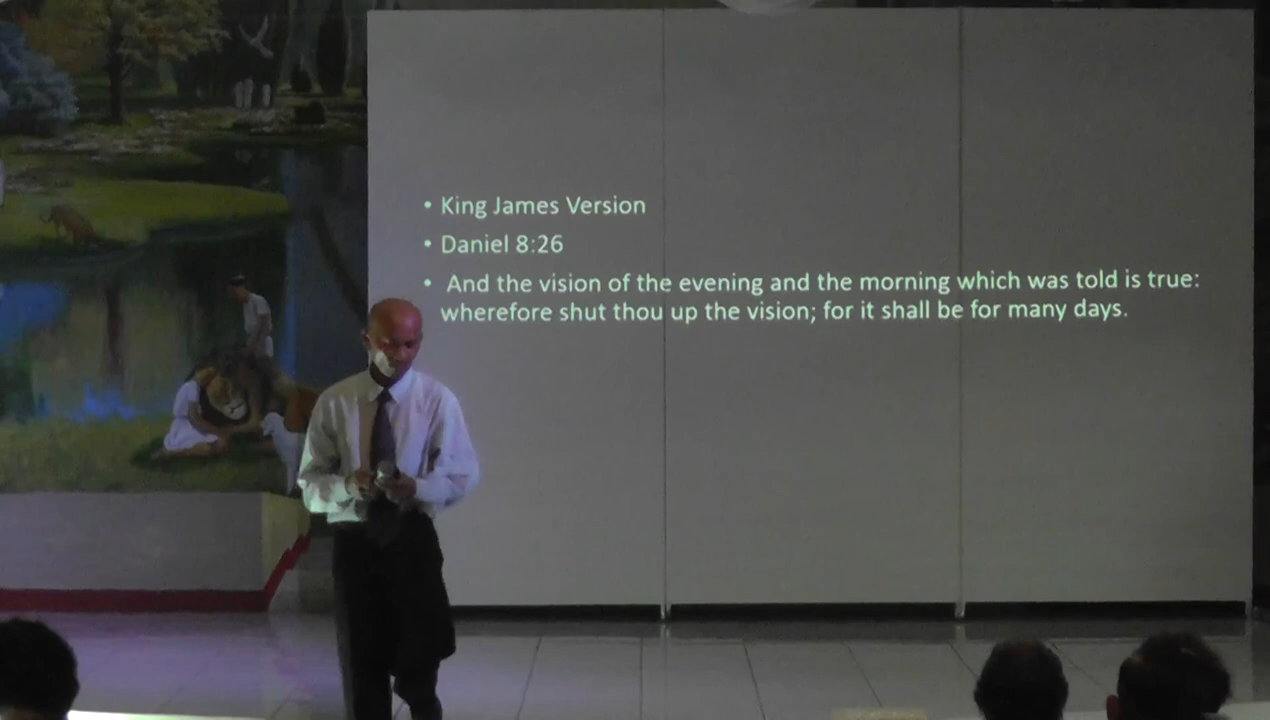 • King James Version
• Daniel 8:26
• And the vision of the evening and the morning which was told is true:
wherefore shut thou up the vision; for it shall be for many days.